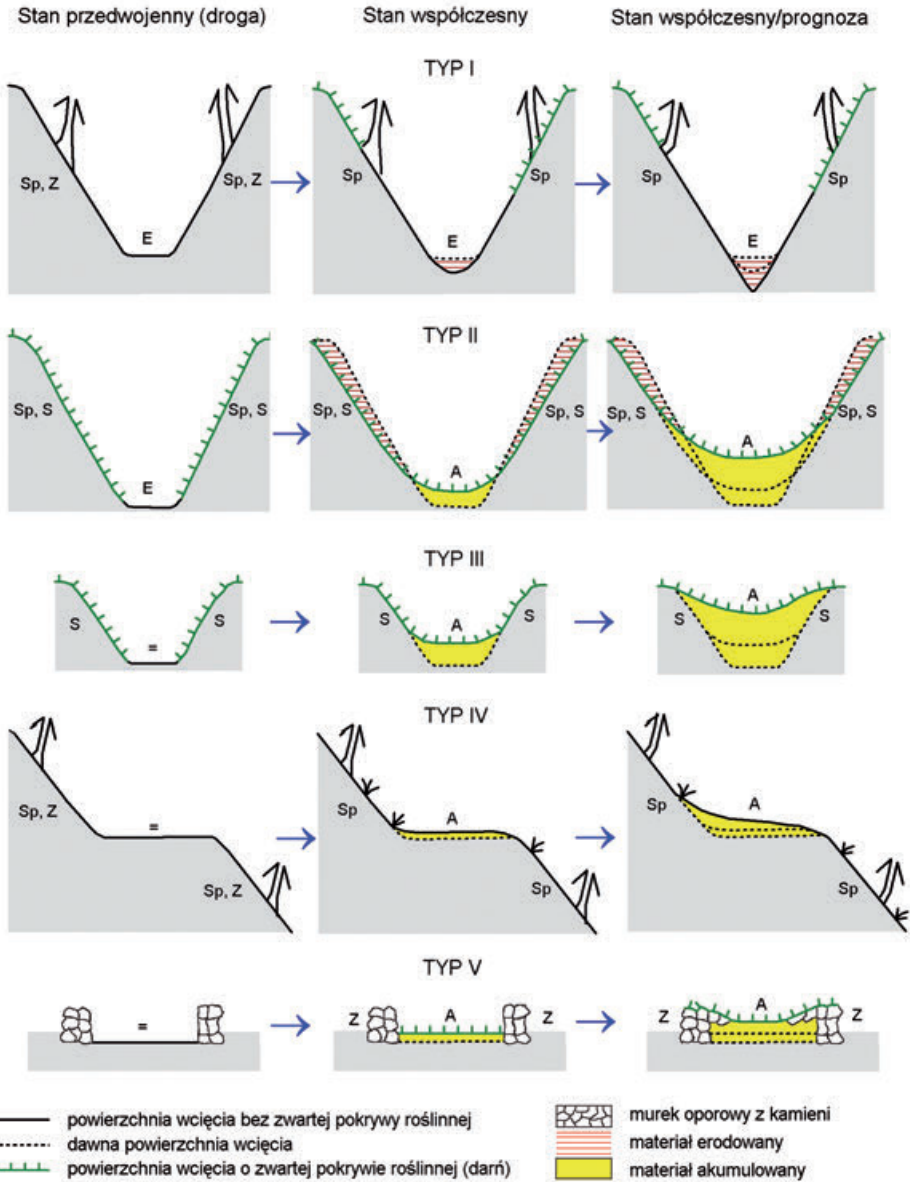 Stan przedwojenny (droga) Stan współczesny Stan współczesny/prognoza
TYP I
Sp, Z Sp, Z Sp Sp Sp Sp
E E E
TYP II
Sp, S Sp, S Sp, S Sp, S Sp, S Sp, S
E A A
TYP III
S = S S A S S A S
TYP IV
Sp, Z = Sp, Z Sp A Sp Sp A Sp
TYP V
= Z A Z Z A Z
powierzchnia wcięcia bez zwartej pokrywy roślinnej
dawna powierzchnia wcięcia
powierzchnia wcięcia o zwartej pokrywie roślinnej (darń)
murek oporowy z kamieni
materiał erodowany
materiał akumulowany